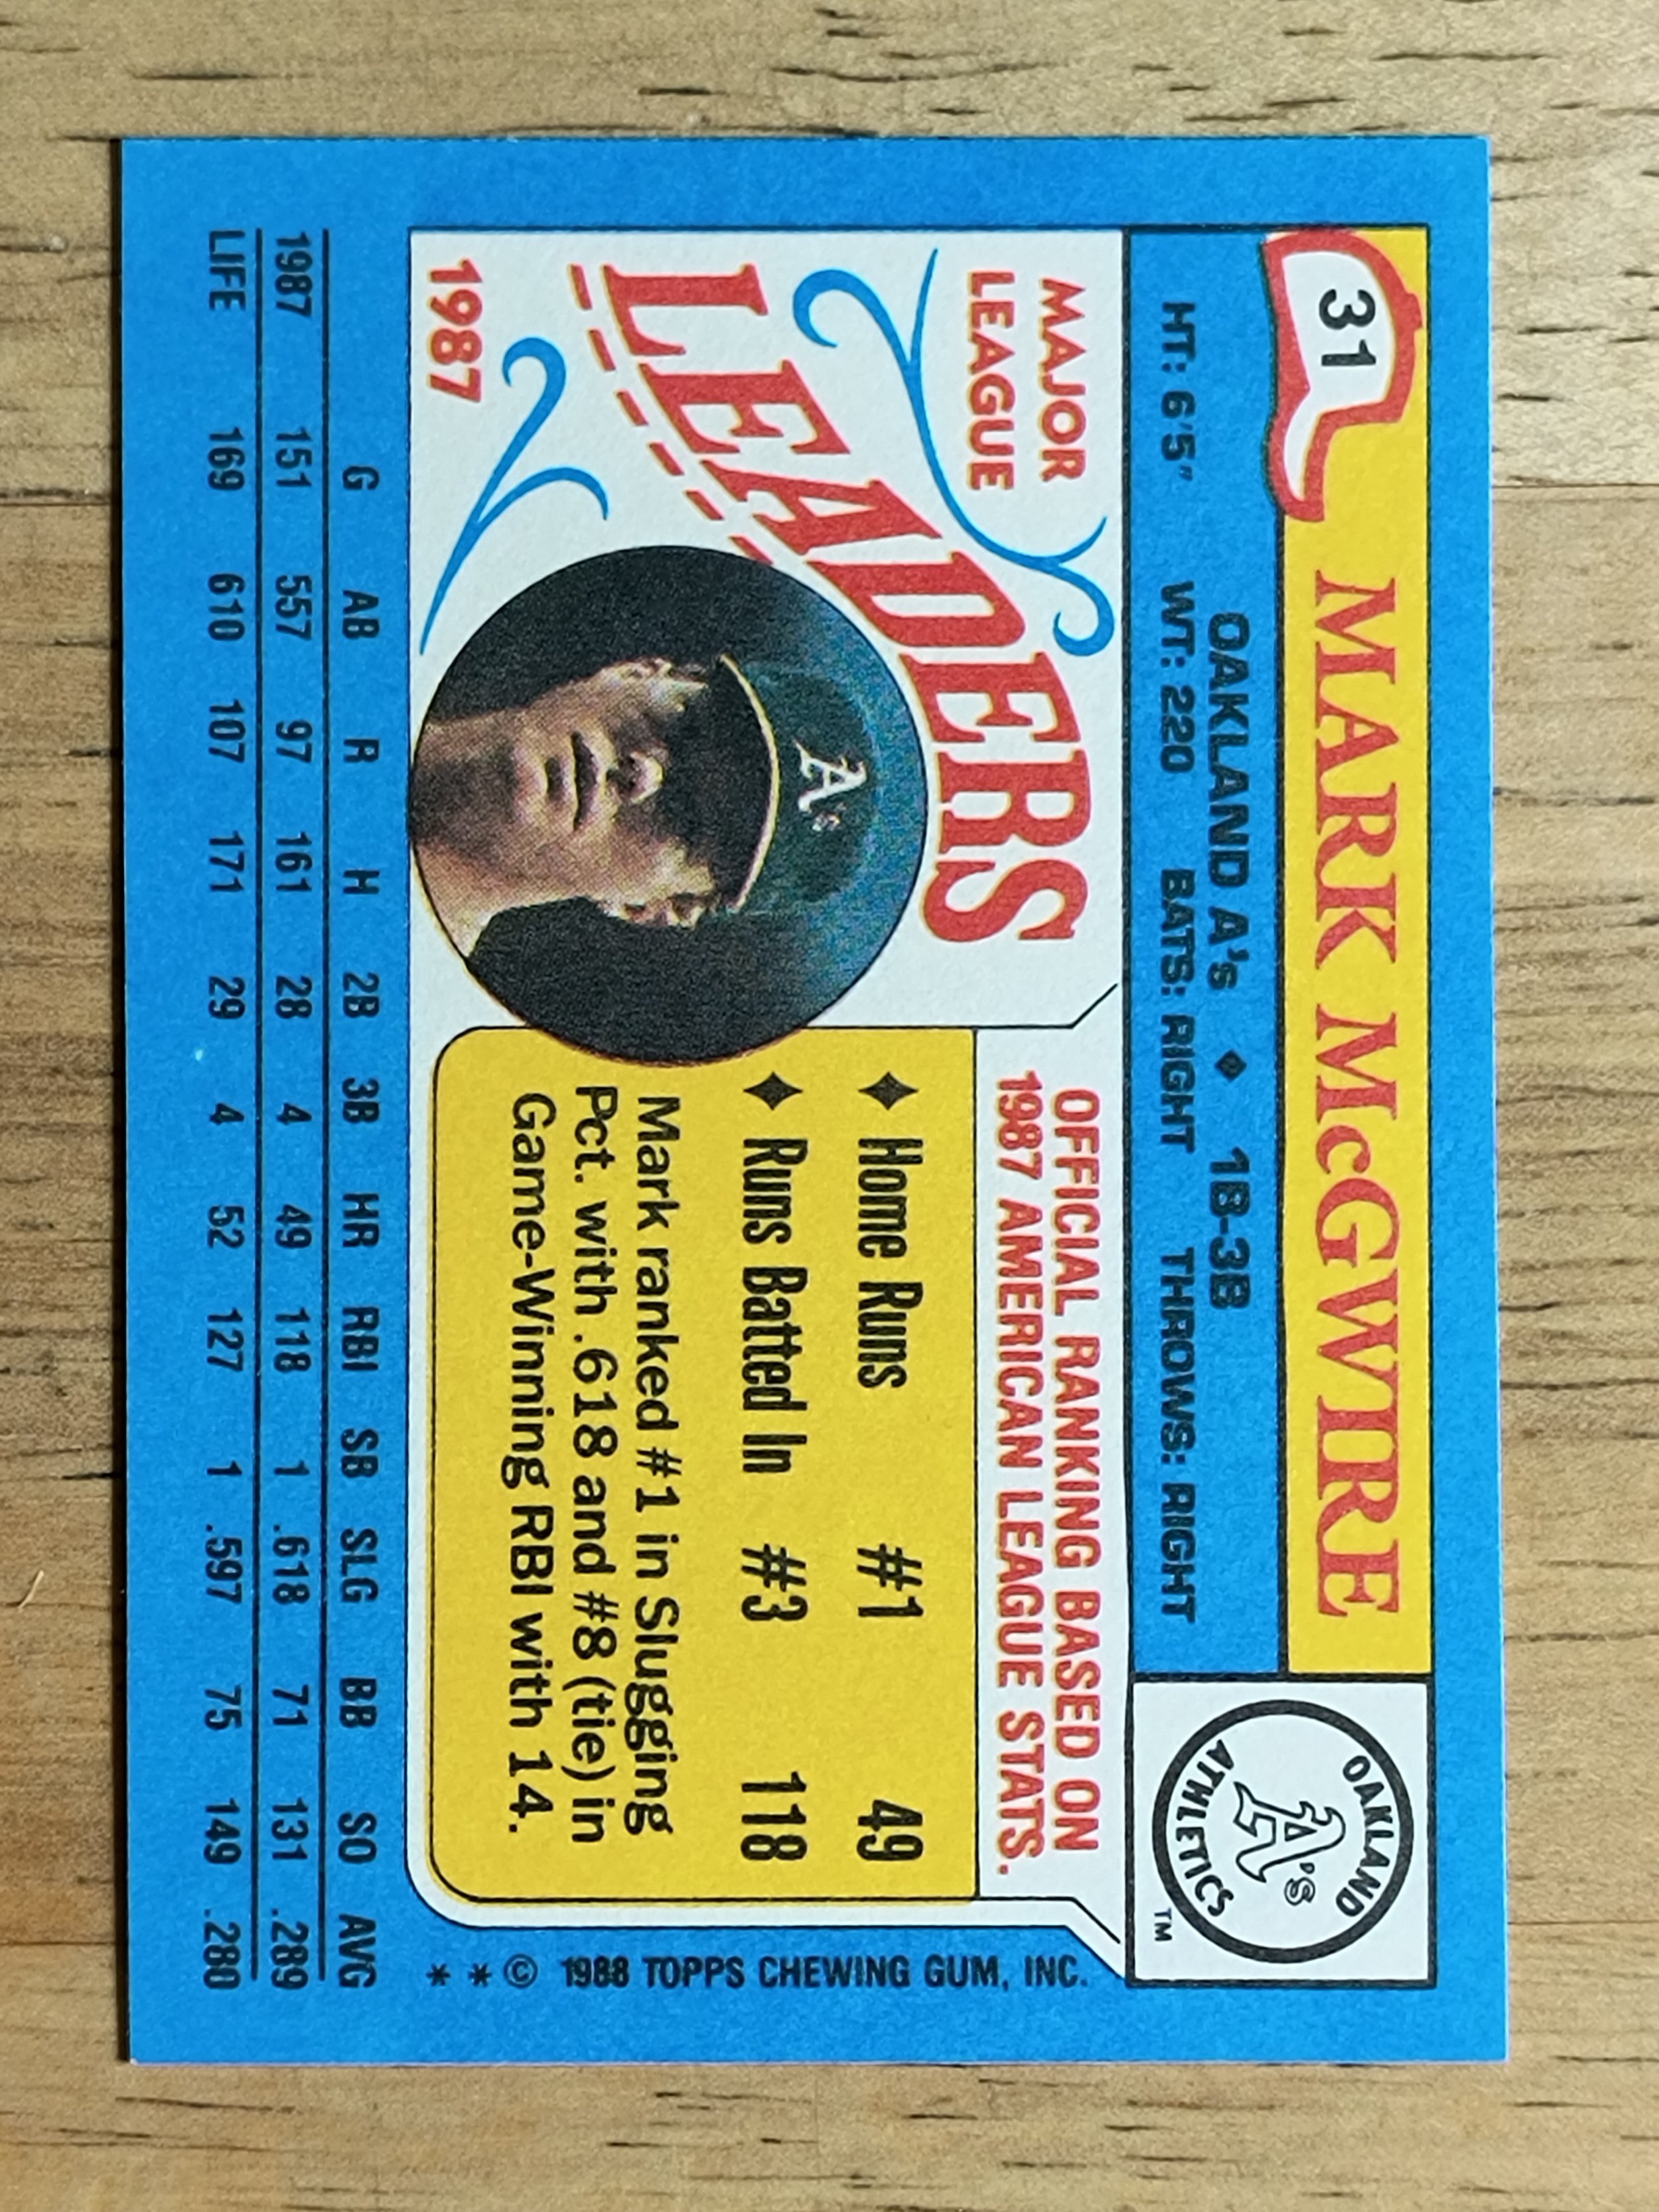 31
MARK McGWIRE
OAKLAND A's ◆ 1B-3B
HT: 6'5" WT: 220 BATS: RIGHT THROWS: RIGHT
OAKLAND
A's
ATHLETICS
TM
MAJOR
LEAGUE
LEADERS
1987
A's
OFFICIAL RANKING BASED ON
1987 AMERICAN LEAGUE STATS.
✦ Home Runs #1 49
✦ Runs Batted In #3 118
Mark ranked #1 in Slugging
Pct. with .618 and #8 (tie) in
Game-Winning RBI with 14.
* * © 1988 TOPPS CHEWING GUM, INC.
G AB R H 2B 3B HR RBI SB SLG BB SO AVG
1987 151 557 97 161 28 4 49 118 1 .618 71 131 .289
LIFE 169 610 107 171 29 4 52 127 1 .597 75 149 .280